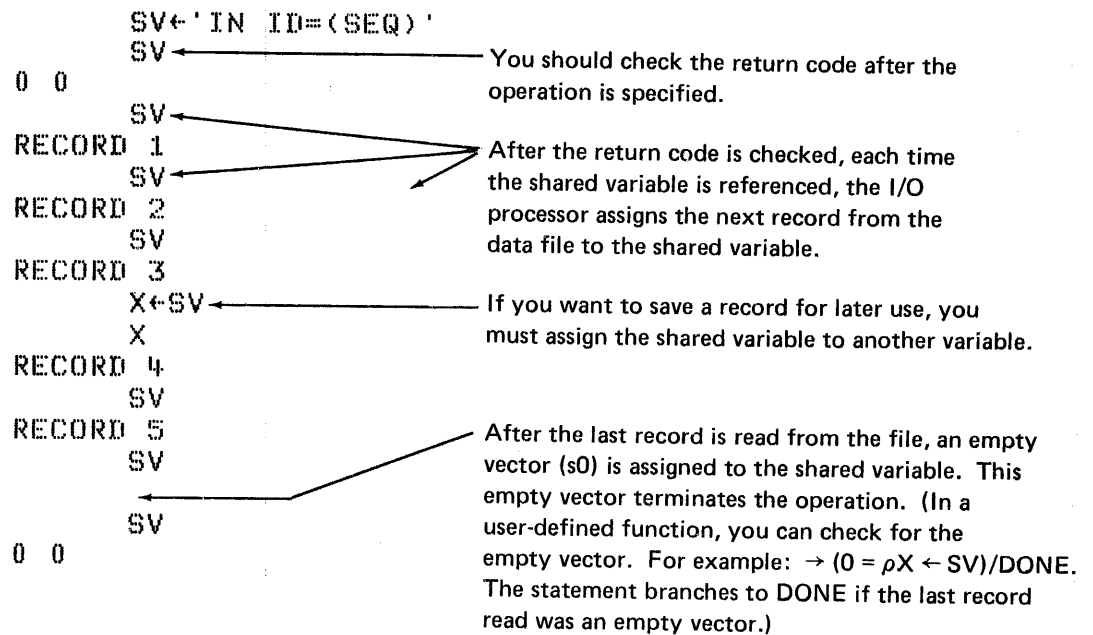 SV←'IN ID=(SEQ)'
SV
You should check the return code after the
operation is specified.
0 0
SV
RECORD 1
After the return code is checked, each time
the shared variable is referenced, the I/O
processor assigns the next record from the
data file to the shared variable.
SV
RECORD 2
SV
RECORD 3
X←SV
If you want to save a record for later use, you
must assign the shared variable to another variable.
X
RECORD 4
SV
RECORD 5
SV
After the last record is read from the file, an empty
vector (s0) is assigned to the shared variable. This
empty vector terminates the operation. (In a
user-defined function, you can check for the
empty vector. For example: → (0 = ρX ← SV)/DONE.
The statement branches to DONE if the last record
read was an empty vector.)
SV
0 0